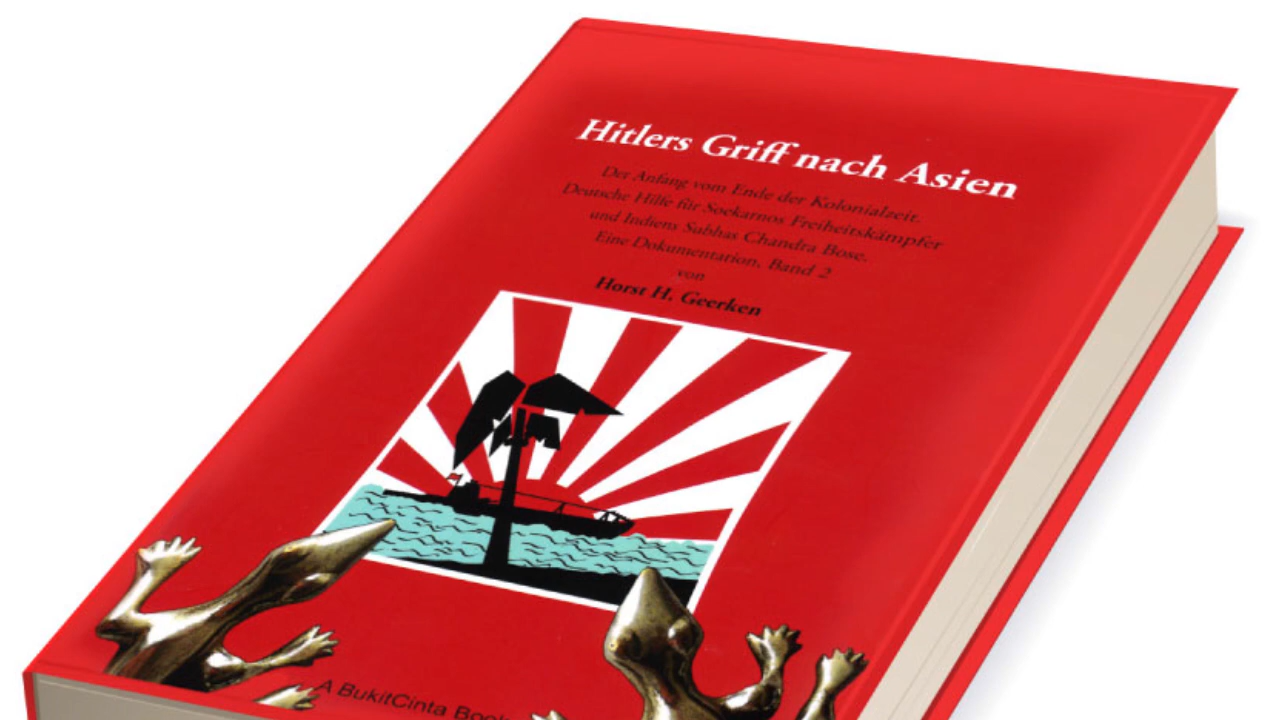 Hitlers Griff nach Asien
Der Anfang vom Ende der Kolonialzeit.
Deutsche Hilfe für Soekarnos Freiheitskämpfer
und Indiens Subhas Chandra Bose.
Eine Dokumentation. Band 2
von
Horst H. Geerken
A BukitCinta Book